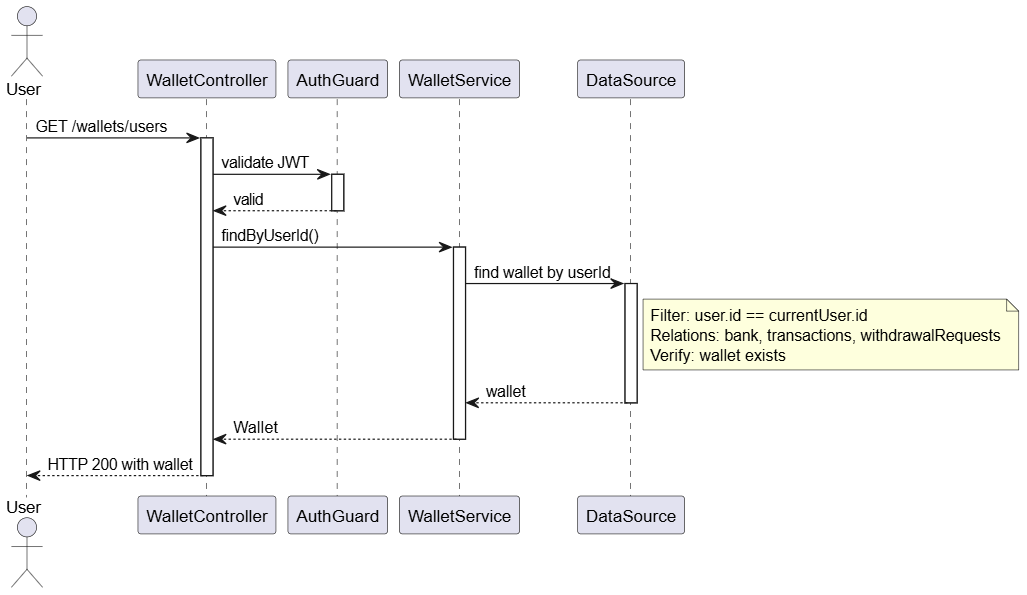 User
WalletController
AuthGuard
WalletService
DataSource
GET /wallets/users
validate JWT
valid
findByUserId()
find wallet by userId
Filter: user.id == currentUser.id
Relations: bank, transactions, withdrawalRequests
Verify: wallet exists
wallet
Wallet
HTTP 200 with wallet
User
WalletController
AuthGuard
WalletService
DataSource